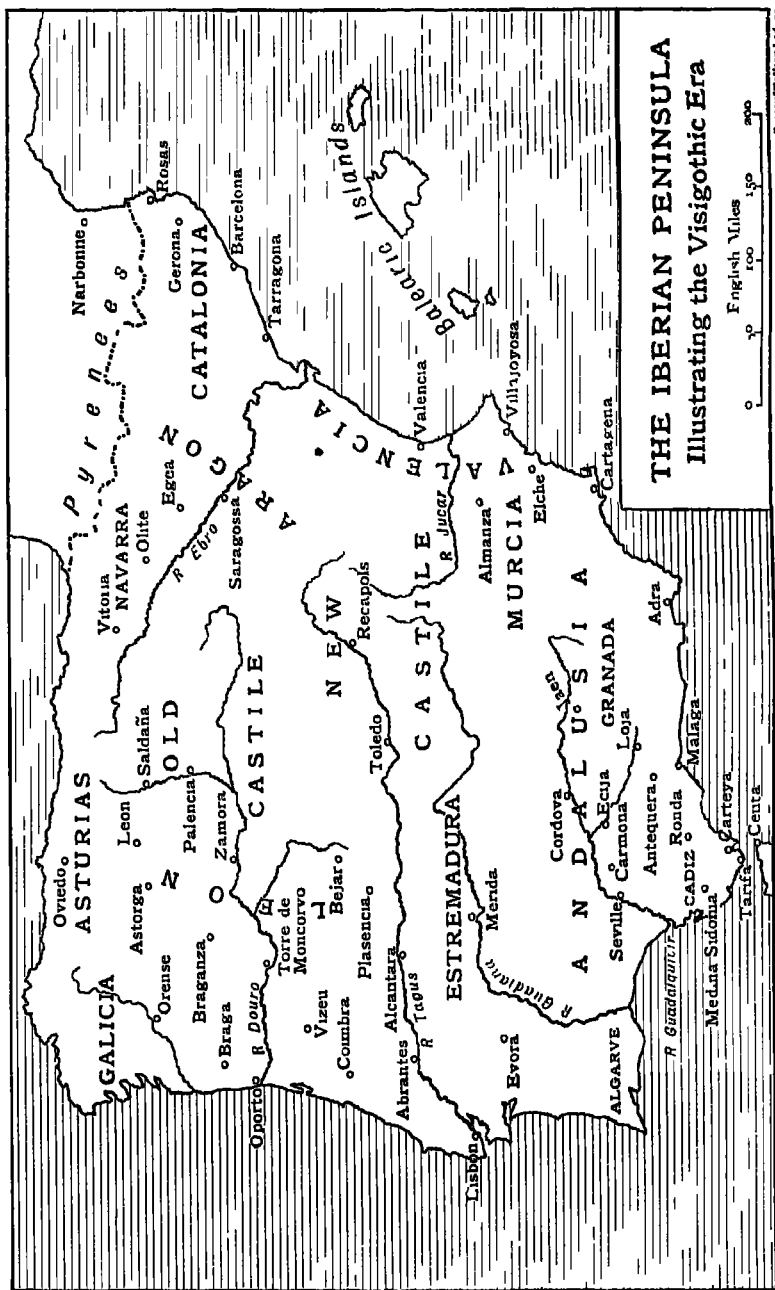 THE IBERIAN PENINSULA
Illustrating the Visigothic Era
English Miles
0 50 100 150 200
Pyrenees
Narbonne
Rosas
Gerona
CATALONIA
Barcelona
Tarragona
Balearic Islands
NAVARRA
Vitoria
Olite
Egea
ARAGON
R Ebro
Saragossa
VALENCIA
Valencia
R Jucar
Villajoyosa
Almanza
Elche
MURCIA
Cartagena
Oviedo
ASTURIAS
GALICIA
Leon
Saldaña
Astorga
Palencia
Orense
Braganza
Braga
Zamora
LEON
OLD CASTILE
R Douro
Oporto
Torre de Moncorvo
Vizeu
Bejar
Coimbra
Plasencia
NEW CASTILE
Recapolis
Toledo
Alcantara
Abrantes
R Tagus
ESTREMADURA
Lisbon
Evora
Merida
R Guadiana
ALGARVE
ANDALUSIA
Cordova
Jaen
Ecija
GRANADA
Loja
Carmona
Seville
Antequera
Adra
Malaga
Ronda
CADIZ
R Guadalquivir
Medina Sidonia
Carteya
Tarifa
Ceuta